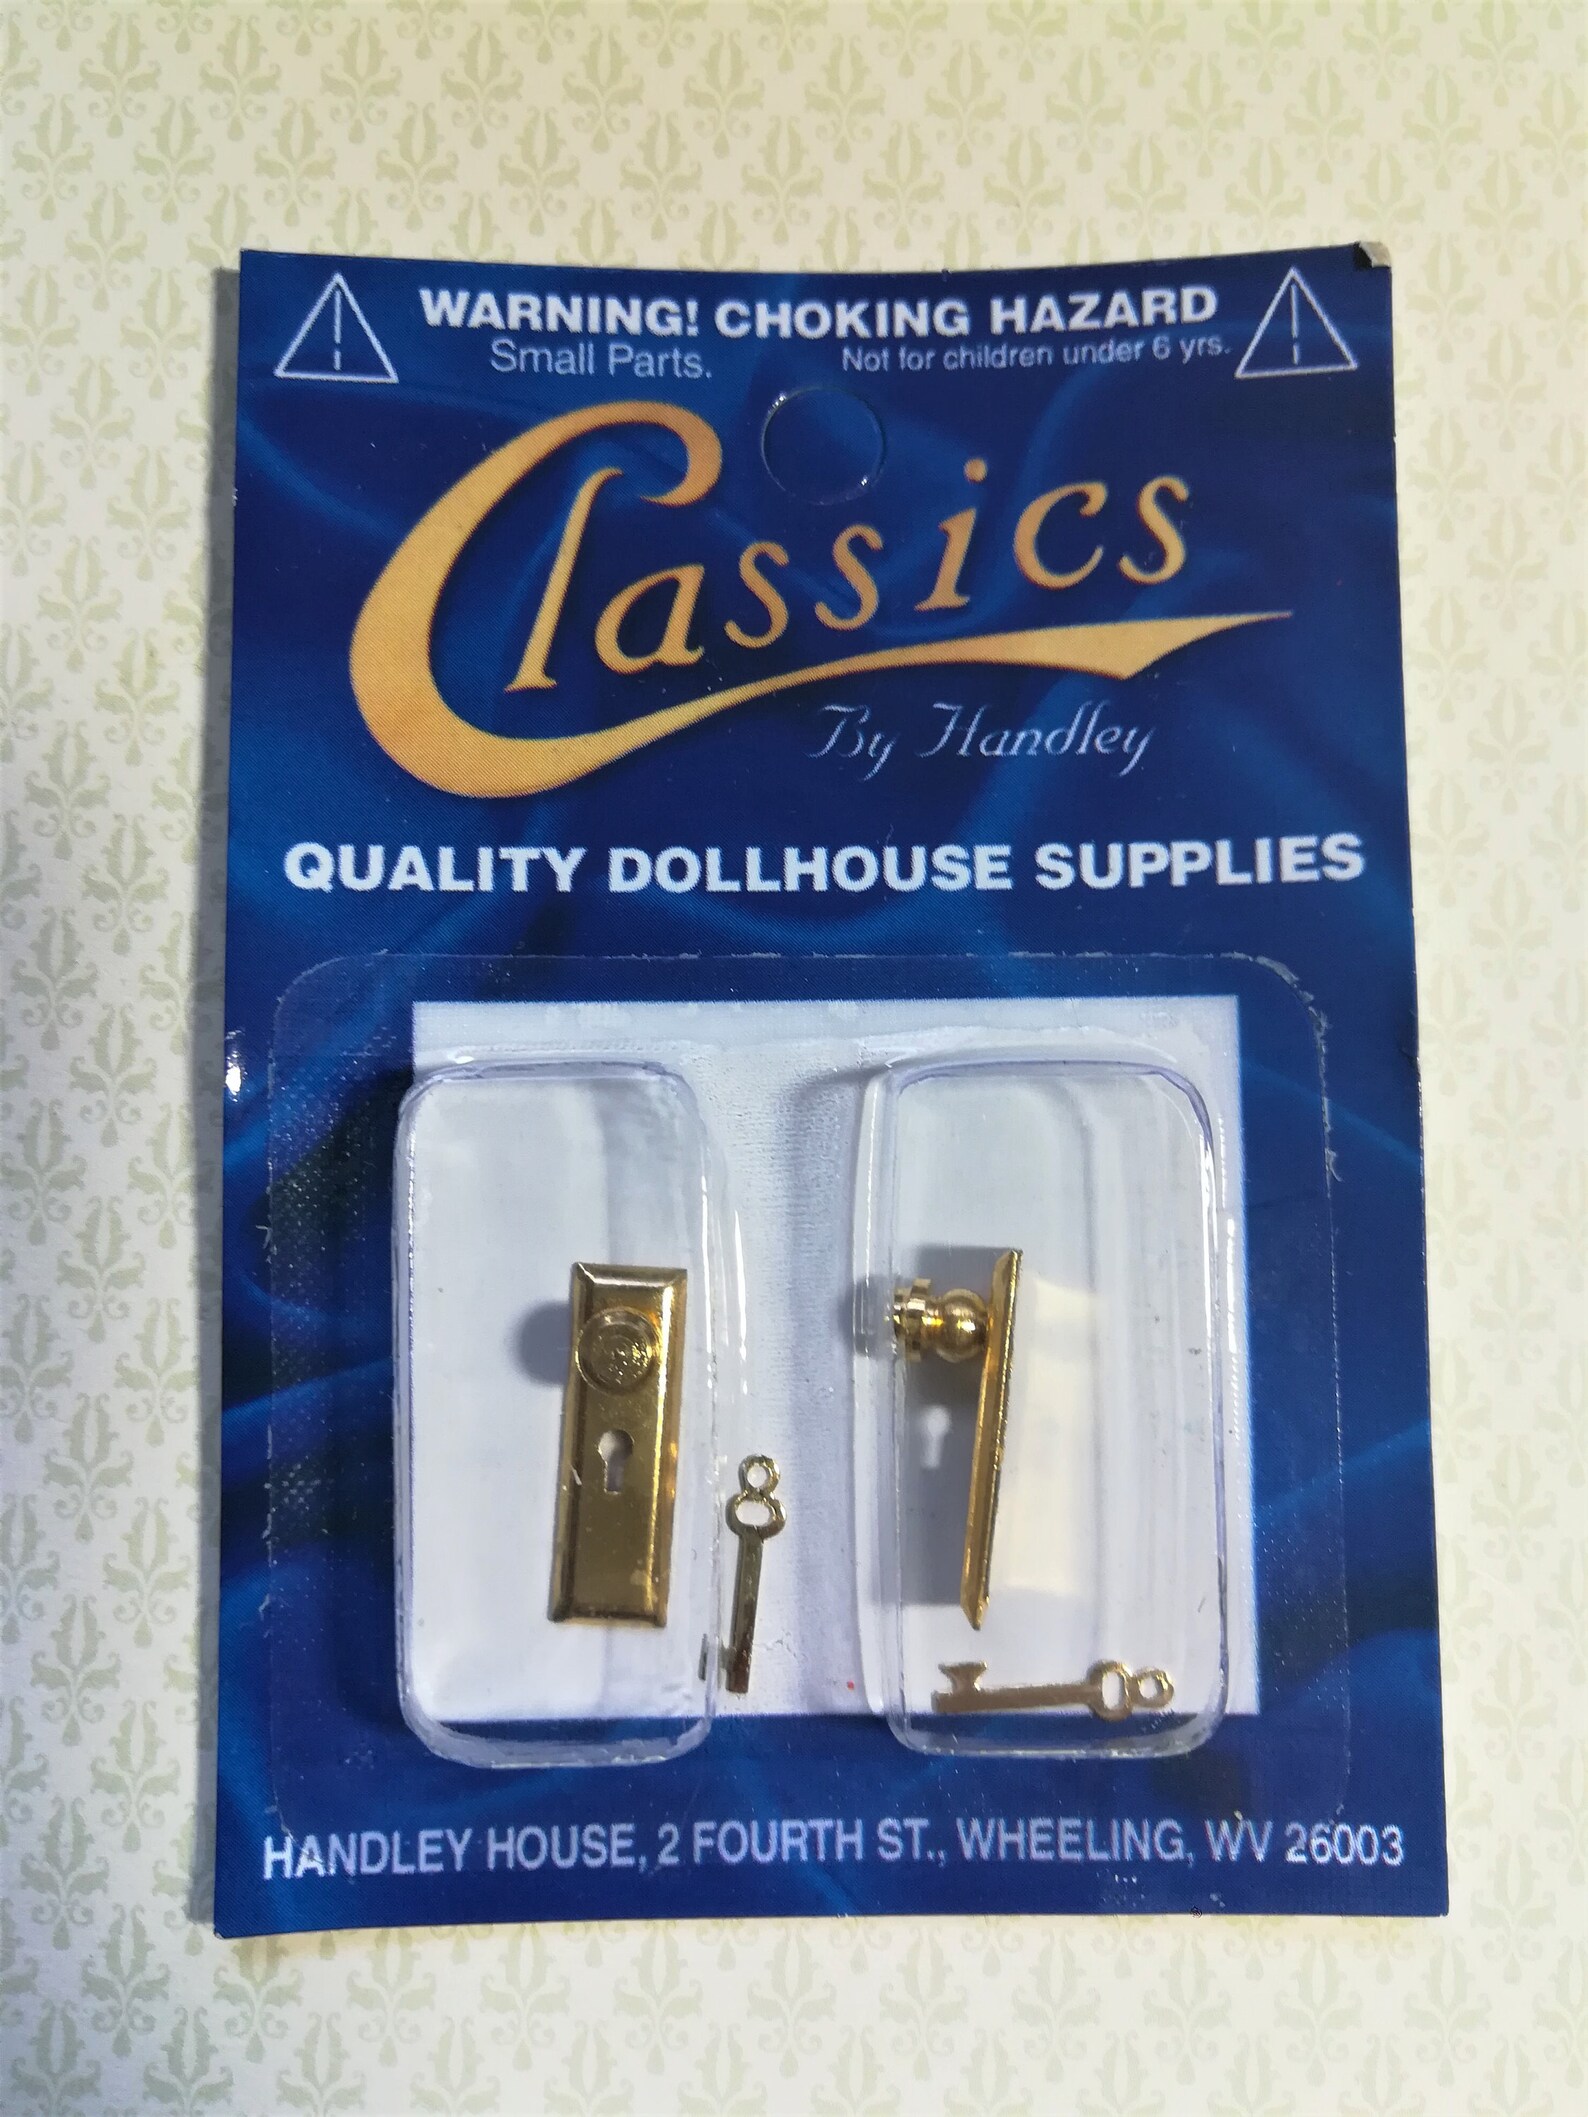 WARNING! CHOKING HAZARD
Small Parts. Not for children under 6 yrs.
Classics
By Handley
QUALITY DOLLHOUSE SUPPLIES
HANDLEY HOUSE, 2 FOURTH ST., WHEELING, WV 26003